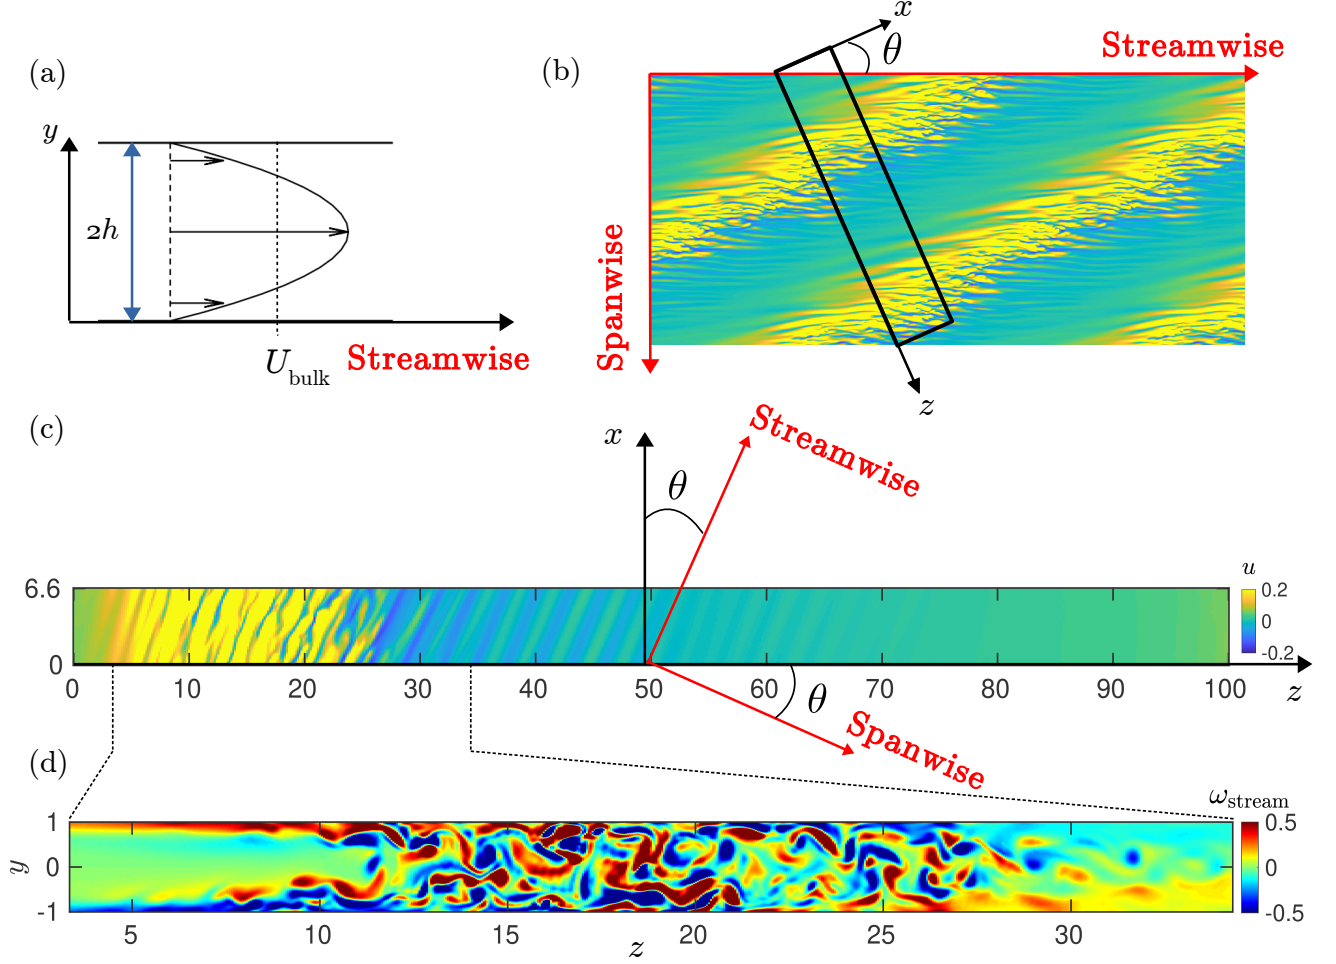 (a)
y
2h
U_bulk
Streamwise
(b)
x
θ
Streamwise
Spanwise
z
(c)
x
θ
Streamwise
6.6
0
0 10 20 30 40 50 60 70 80 90 100
z
u
0.2
0
-0.2
θ
Spanwise
(d)
ω_stream
1
0
-1
y
5 10 15 20 25 30
z
0.5
0
-0.5